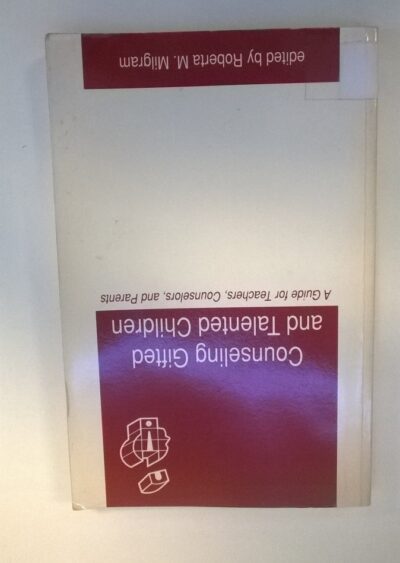 Counseling Gifted
and Talented Children
A Guide for Teachers, Counselors, and Parents
edited by Roberta M. Milgram